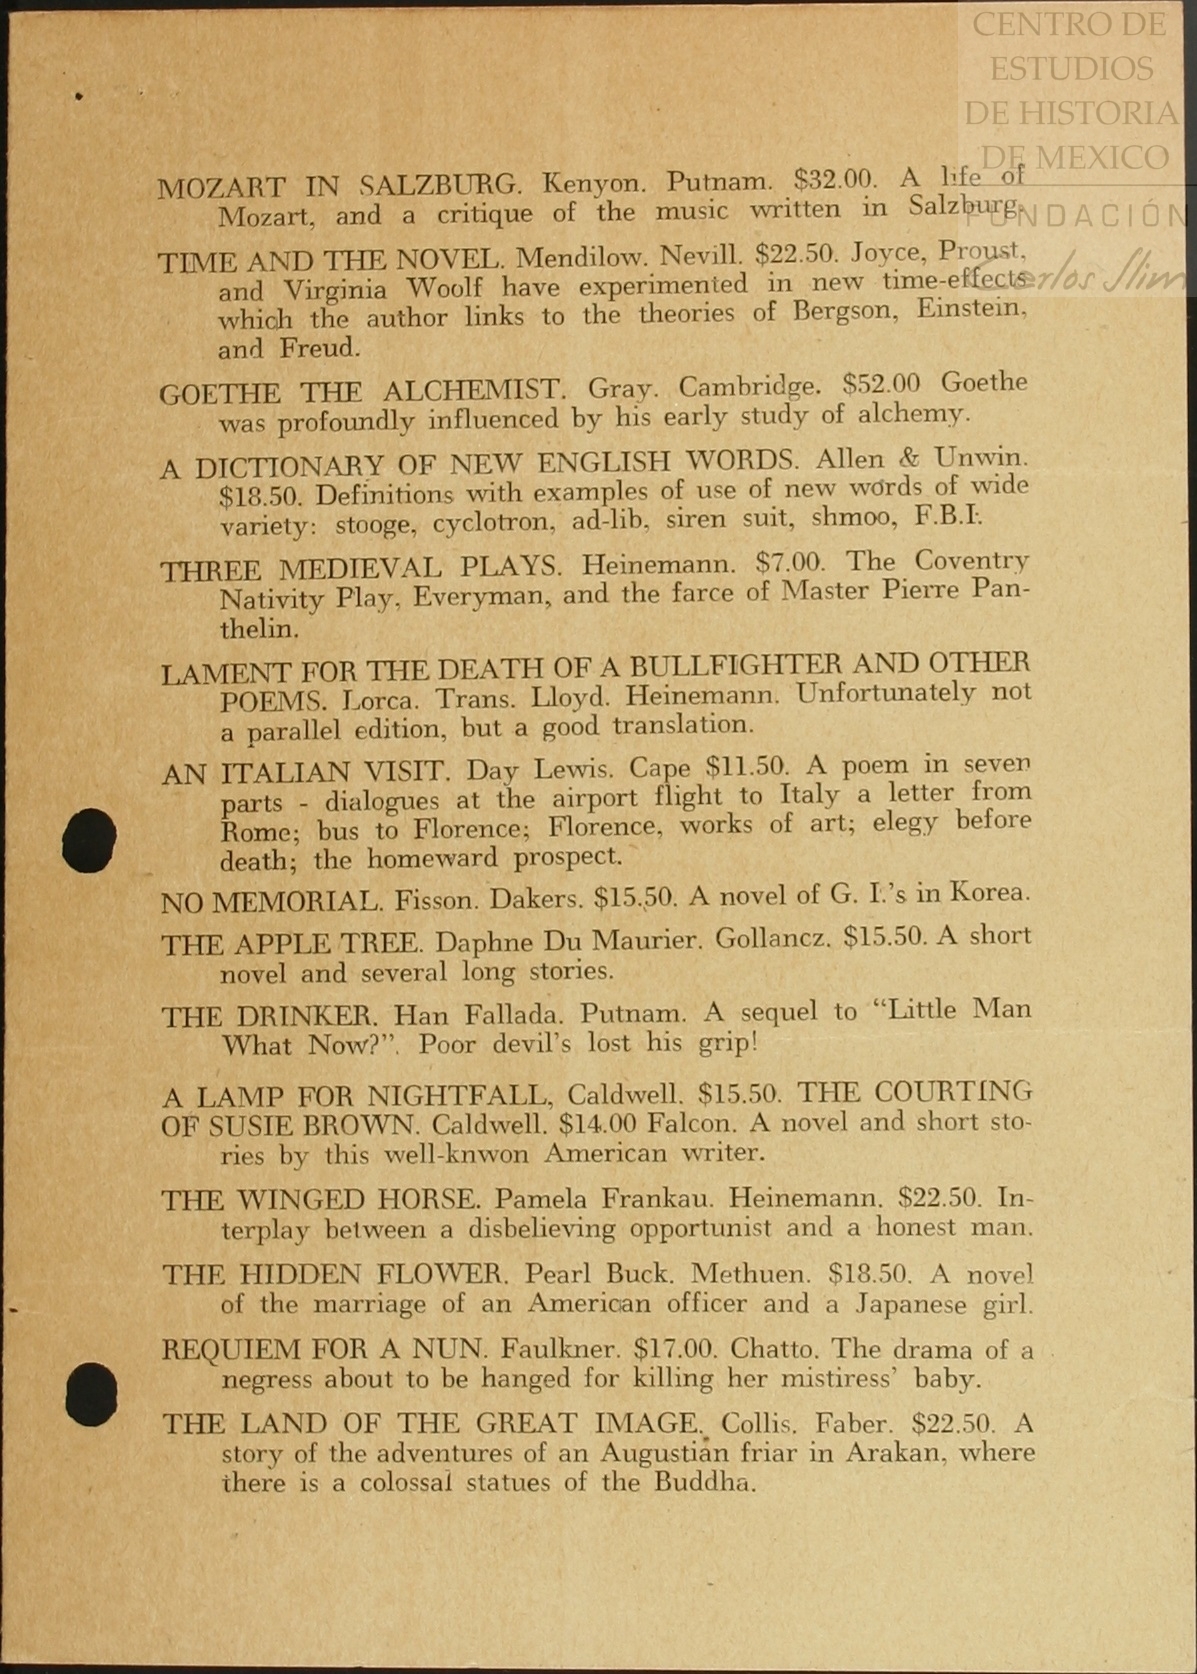 CENTRO DE
ESTUDIOS
DE HISTORIA
DE MEXICO
FUNDACIÓN
Carlos Slim
MOZART IN SALZBURG. Kenyon. Putnam. $32.00. A life of
Mozart, and a critique of the music written in Salzburg.
TIME AND THE NOVEL. Mendilow. Nevill. $22.50. Joyce, Proust,
and Virginia Woolf have experimented in new time-effects
which the author links to the theories of Bergson, Einstein,
and Freud.
GOETHE THE ALCHEMIST. Gray. Cambridge. $52.00 Goethe
was profoundly influenced by his early study of alchemy.
A DICTIONARY OF NEW ENGLISH WORDS. Allen & Unwin.
$18.50. Definitions with examples of use of new words of wide
variety: stooge, cyclotron, ad-lib, siren suit, shmoo, F.B.I.
THREE MEDIEVAL PLAYS. Heinemann. $7.00. The Coventry
Nativity Play, Everyman, and the farce of Master Pierre Pan-
thelin.
LAMENT FOR THE DEATH OF A BULLFIGHTER AND OTHER
POEMS. Lorca. Trans. Lloyd. Heinemann. Unfortunately not
a parallel edition, but a good translation.
AN ITALIAN VISIT. Day Lewis. Cape $11.50. A poem in seven
parts - dialogues at the airport flight to Italy a letter from
Rome; bus to Florence; Florence, works of art; elegy before
death; the homeward prospect.
NO MEMORIAL. Fisson. Dakers. $15.50. A novel of G. I.'s in Korea.
THE APPLE TREE. Daphne Du Maurier. Gollancz. $15.50. A short
novel and several long stories.
THE DRINKER. Han Fallada. Putnam. A sequel to "Little Man
What Now?". Poor devil's lost his grip!
A LAMP FOR NIGHTFALL, Caldwell. $15.50. THE COURTING
OF SUSIE BROWN. Caldwell. $14.00 Falcon. A novel and short sto-
ries by this well-knwon American writer.
THE WINGED HORSE. Pamela Frankau. Heinemann. $22.50. In-
terplay between a disbelieving opportunist and a honest man.
THE HIDDEN FLOWER. Pearl Buck. Methuen. $18.50. A novel
of the marriage of an American officer and a Japanese girl.
REQUIEM FOR A NUN. Faulkner. $17.00. Chatto. The drama of a
negress about to be hanged for killing her mistiress' baby.
THE LAND OF THE GREAT IMAGE. Collis. Faber. $22.50. A
story of the adventures of an Augustian friar in Arakan, where
there is a colossal statues of the Buddha.